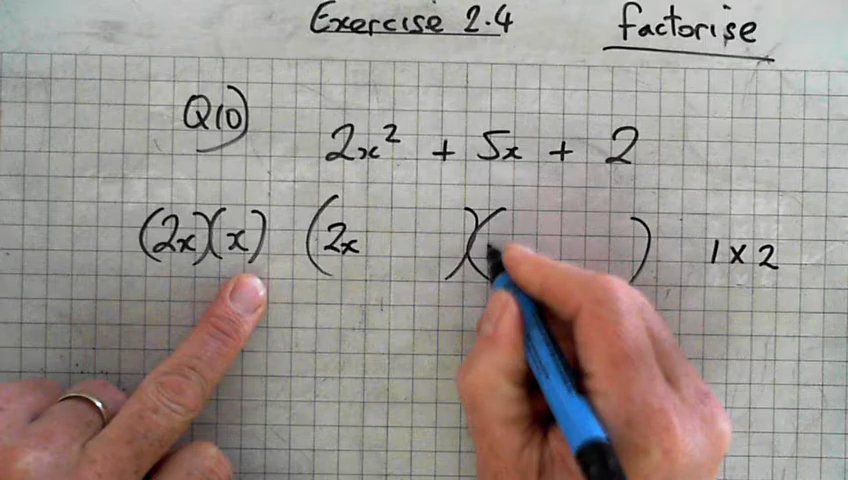 Exercise 2.4 factorise
Q10)
2x² + 5x + 2
(2x)(x) (2x )( ) 1 x 2